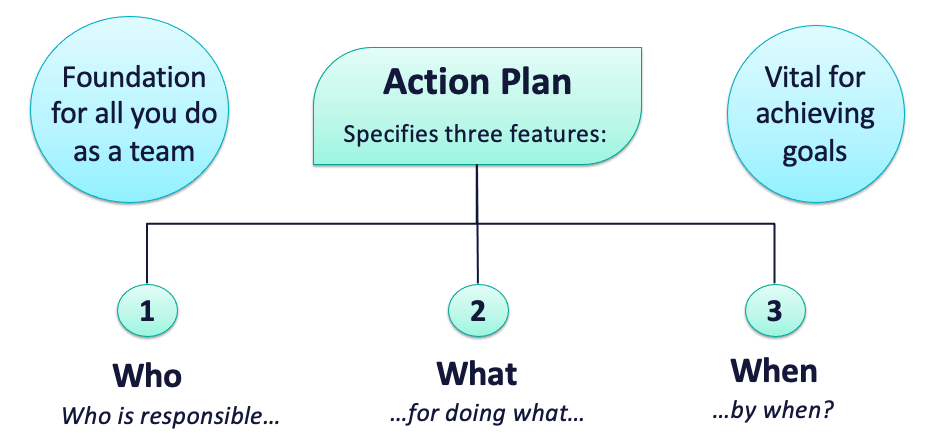 Foundation
for all you do
as a team
Action Plan
Specifies three features:
Vital for
achieving
goals
1
2
3
Who
What
When
Who is responsible...
...for doing what...
...by when?